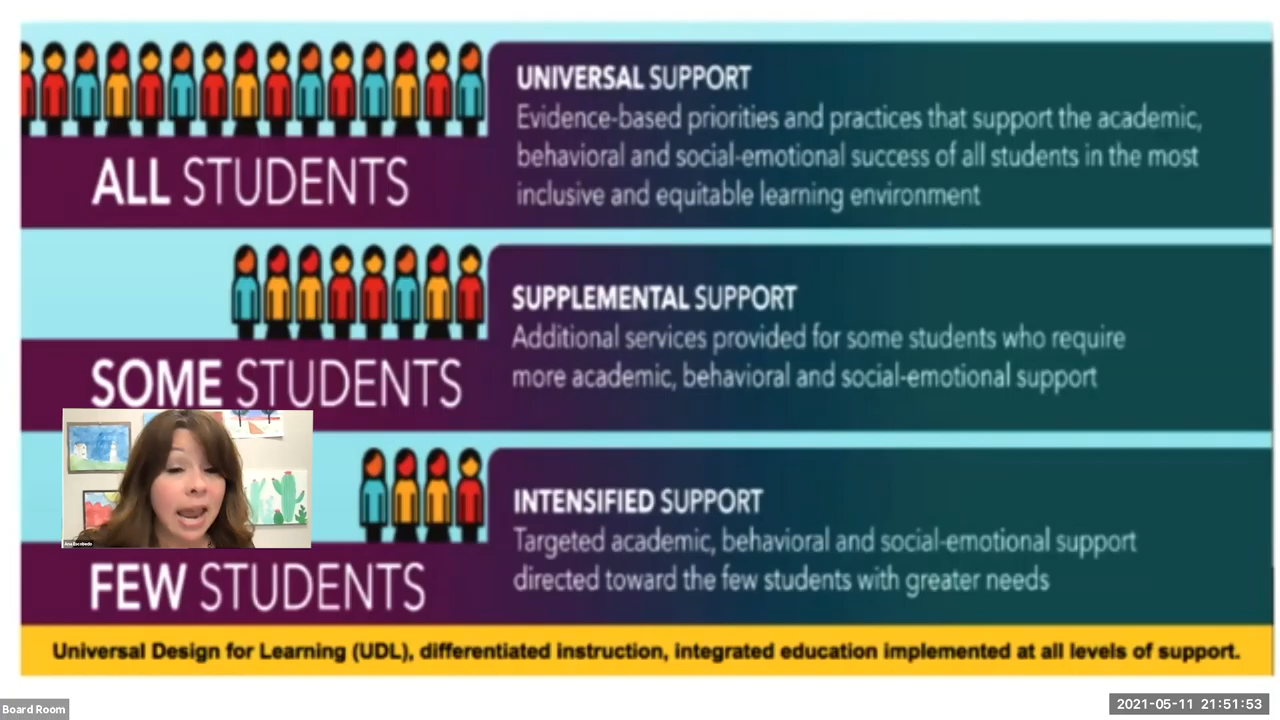 UNIVERSAL SUPPORT
Evidence-based priorities and practices that support the academic,
behavioral and social-emotional success of all students in the most
inclusive and equitable learning environment
ALL STUDENTS
SUPPLEMENTAL SUPPORT
Additional services provided for some students who require
more academic, behavioral and social-emotional support
SOME STUDENTS
INTENSIFIED SUPPORT
Targeted academic, behavioral and social-emotional support
directed toward the few students with greater needs
Ana Escobedo
FEW STUDENTS
Universal Design for Learning (UDL), differentiated instruction, integrated education implemented at all levels of support.
Board Room
2021-05-11 21:51:53